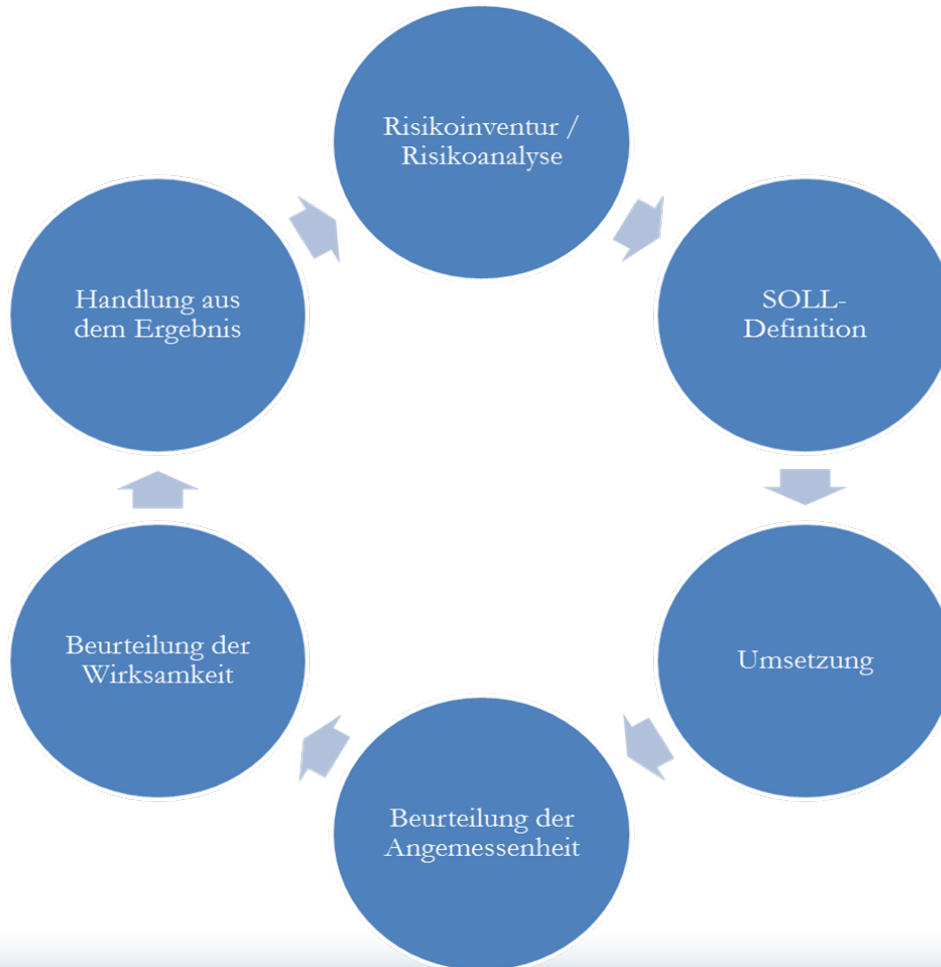 Risikoinventur /
Risikoanalyse
SOLL-
Definition
Umsetzung
Beurteilung der
Angemessenheit
Beurteilung der
Wirksamkeit
Handlung aus
dem Ergebnis